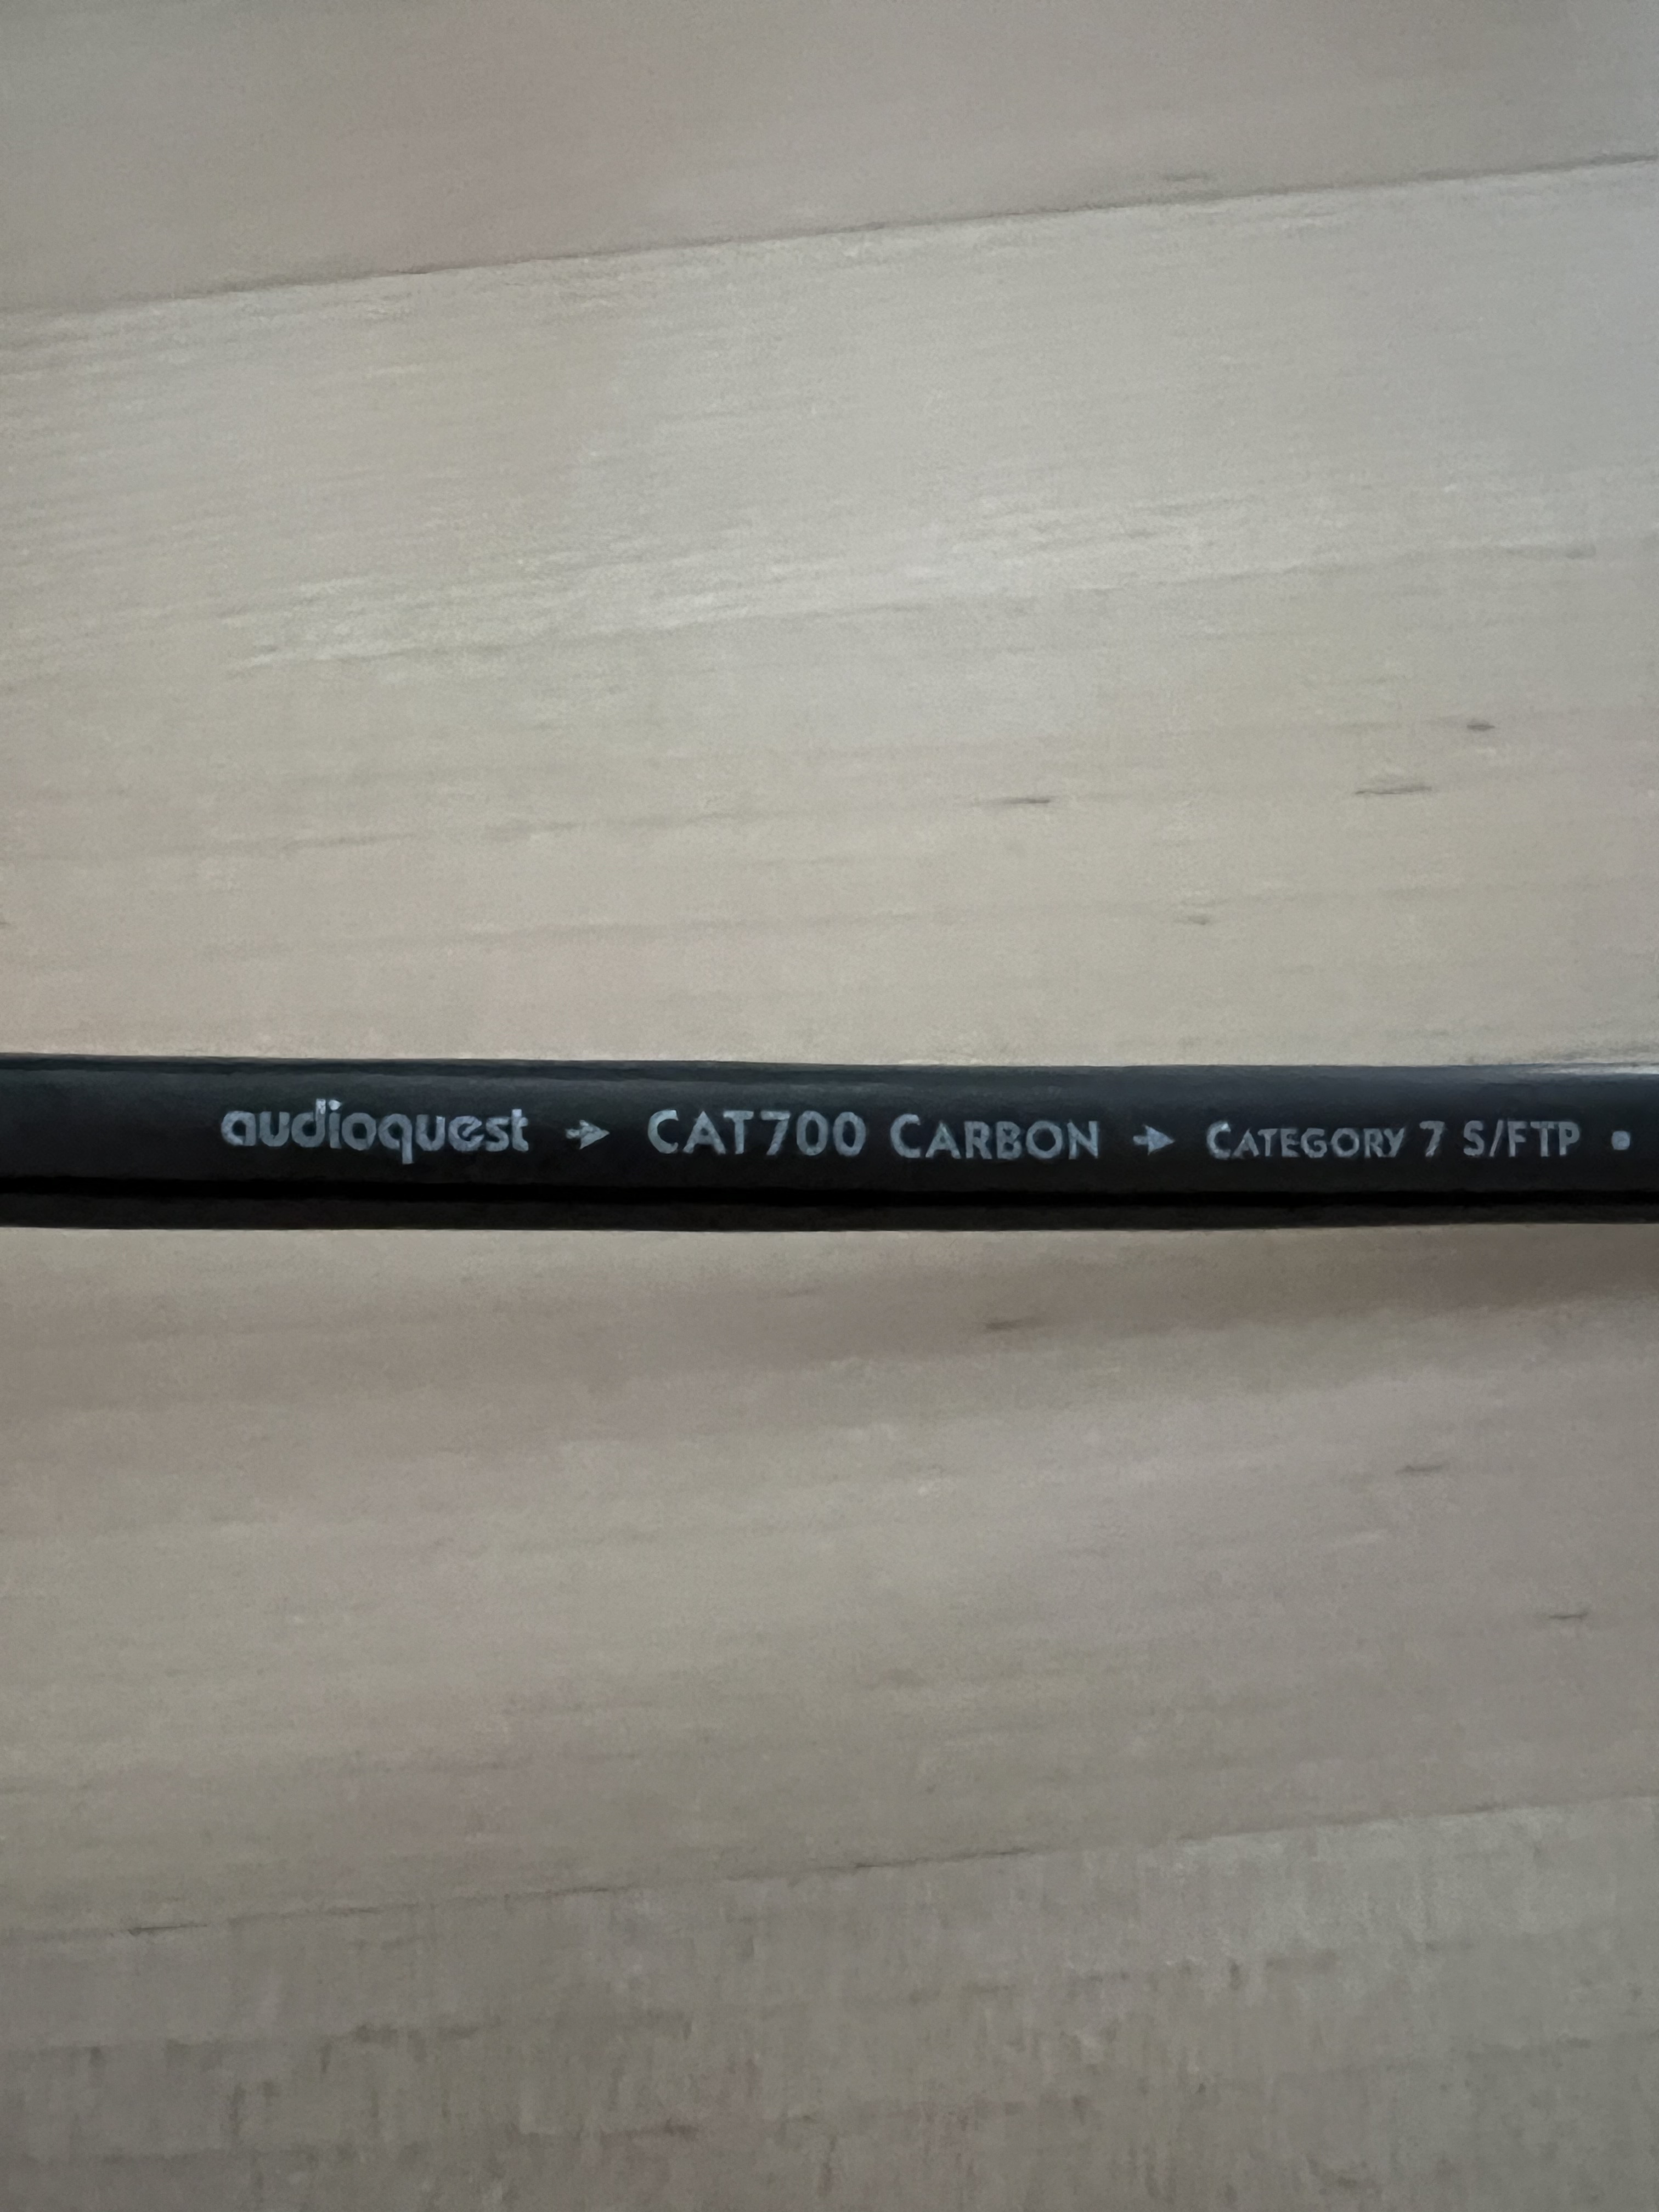 audioquest → CAT700 CARBON → CATEGORY 7 S/FTP •